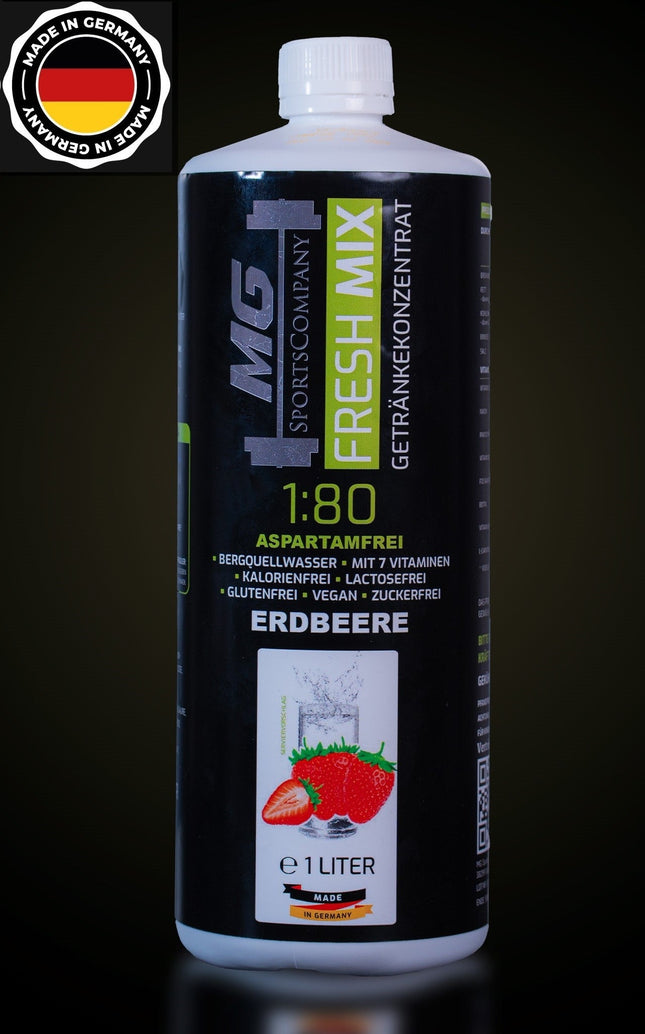 MADE IN GERMANY
MADE IN GERMANY
MG
SPORTSCOMPANY
FRESH MIX
GETRÄNKEKONZENTRAT
1:80
ASPARTAMFREI
▪ BERGQUELLWASSER ▪ MIT 7 VITAMINEN
▪ KALORIENFREI ▪ LACTOSEFREI
▪ GLUTENFREI ▪ VEGAN ▪ ZUCKERFREI
ERDBEERE
SERVIERVORSCHLAG
℮ 1 LITER
MADE
IN GERMANY